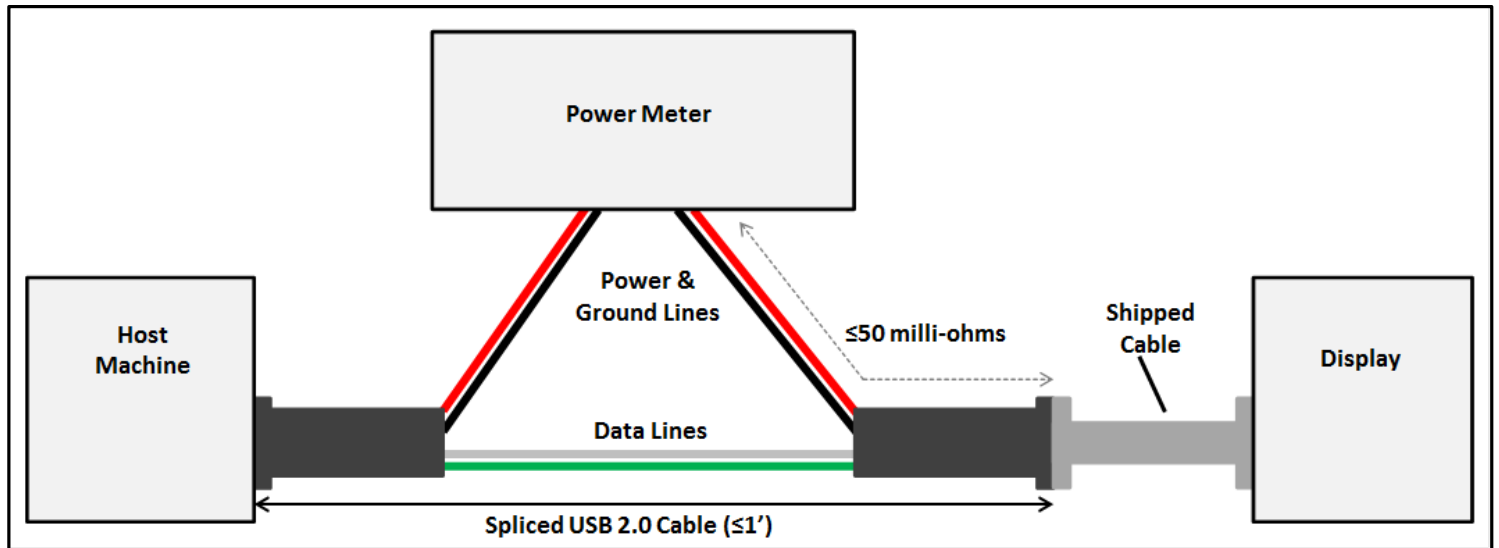 Power Meter
Power &
Ground Lines
≤50 milli-ohms
Shipped
Cable
Host
Machine
Display
Data Lines
Spliced USB 2.0 Cable (≤1’)